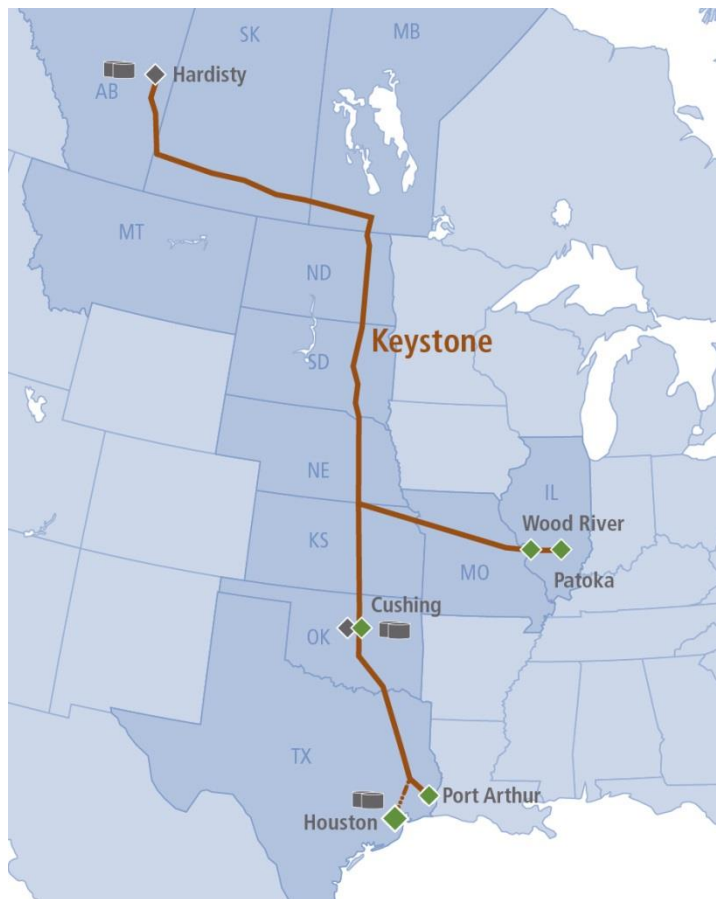 SK
MB
Hardisty
AB
MT
ND
Keystone
SD
NE
IL
Wood River
KS
MO
Patoka
Cushing
OK
TX
Port Arthur
Houston